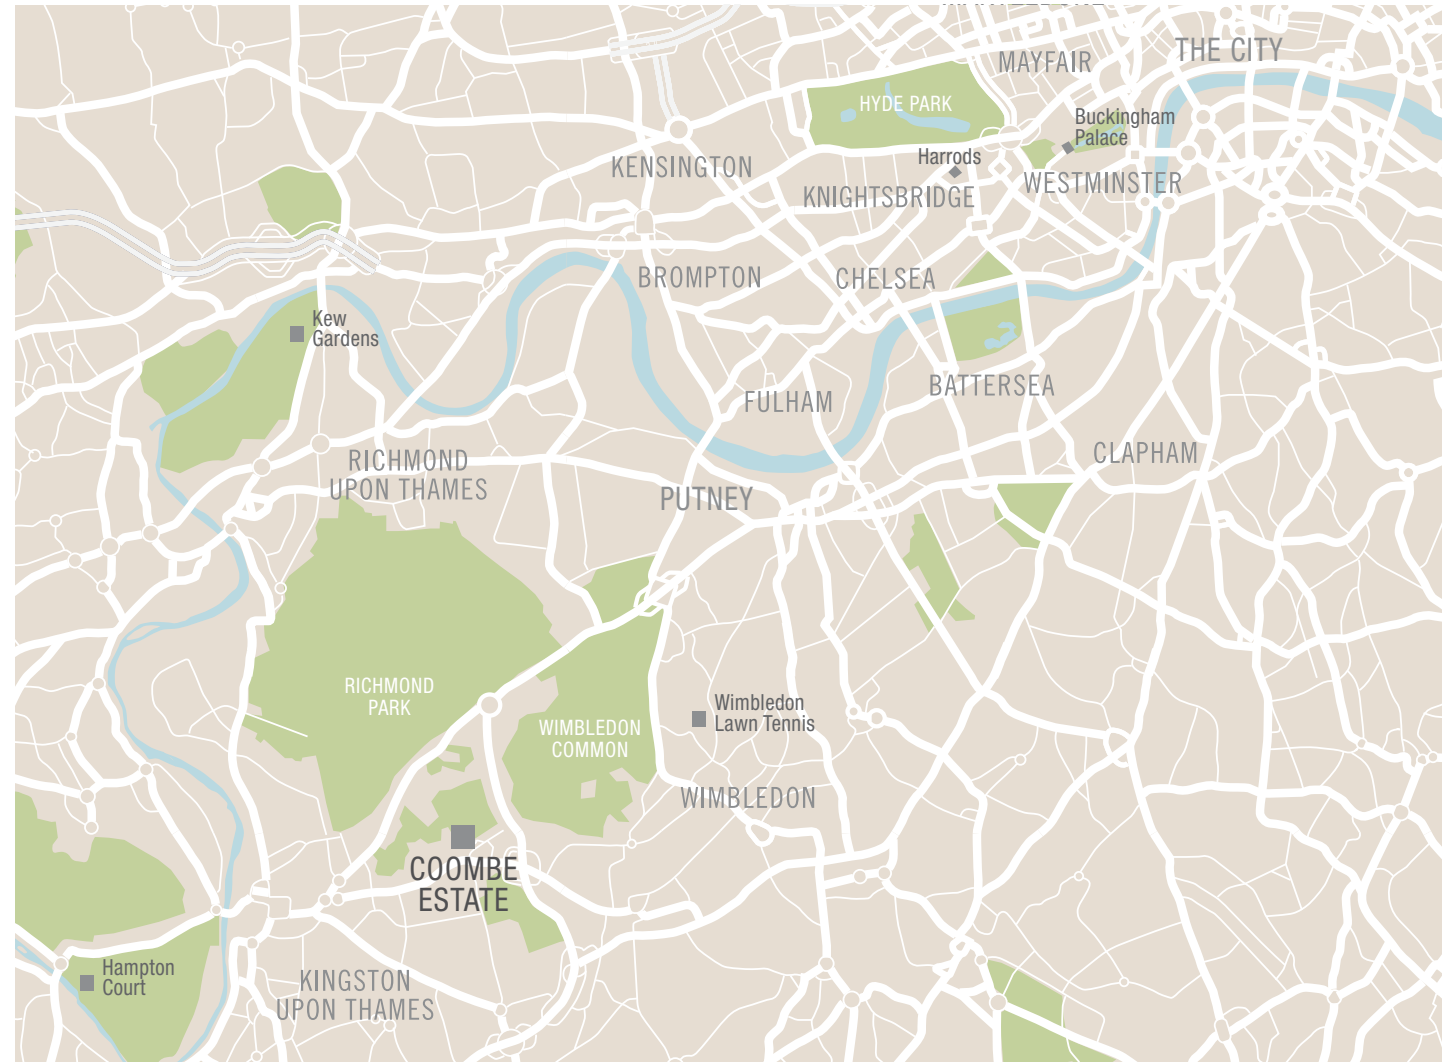 MAYFAIR
THE CITY
HYDE PARK
Buckingham
Palace
Harrods
KENSINGTON
KNIGHTSBRIDGE
WESTMINSTER
BROMPTON
CHELSEA
Kew
Gardens
BATTERSEA
FULHAM
CLAPHAM
RICHMOND
UPON THAMES
PUTNEY
RICHMOND
PARK
WIMBLEDON
COMMON
Wimbledon
Lawn Tennis
WIMBLEDON
COOMBE
ESTATE
Hampton
Court
KINGSTON
UPON THAMES